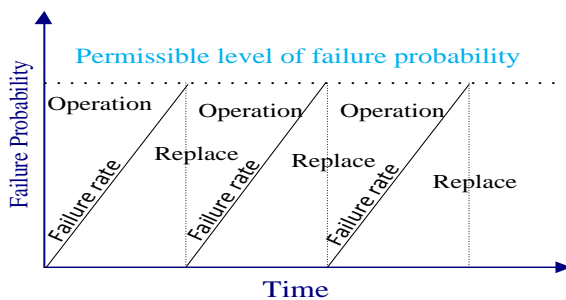 Permissible level of failure probability
Operation
Operation
Operation
Replace
Replace
Replace
Failure rate
Failure rate
Failure rate
Failure Probability
Time